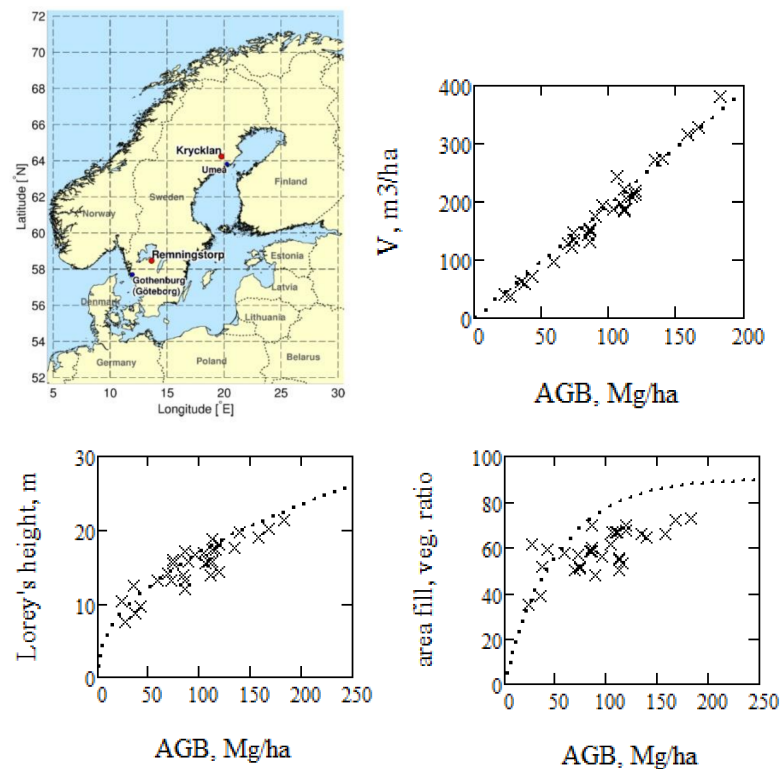 72
70
68
66
64
62
60
58
56
54
52
Latitude [°N]
Krycklan
Umeå
Sweden
Finland
Norway
Remningstorp
Estonia
Gothenburg
(Göteborg)
Latvia
Denmark
Lithuania
Germany
Poland
Belarus
5 10 15 20 25 30
Longitude [°E]
400
300
200
100
0
V, m3/ha
0 50 100 150 200
AGB, Mg/ha
30
20
10
0
Lorey's height, m
0 50 100 150 200 250
AGB, Mg/ha
100
80
60
40
20
0
area fill, veg. ratio
0 50 100 150 200 250
AGB, Mg/ha